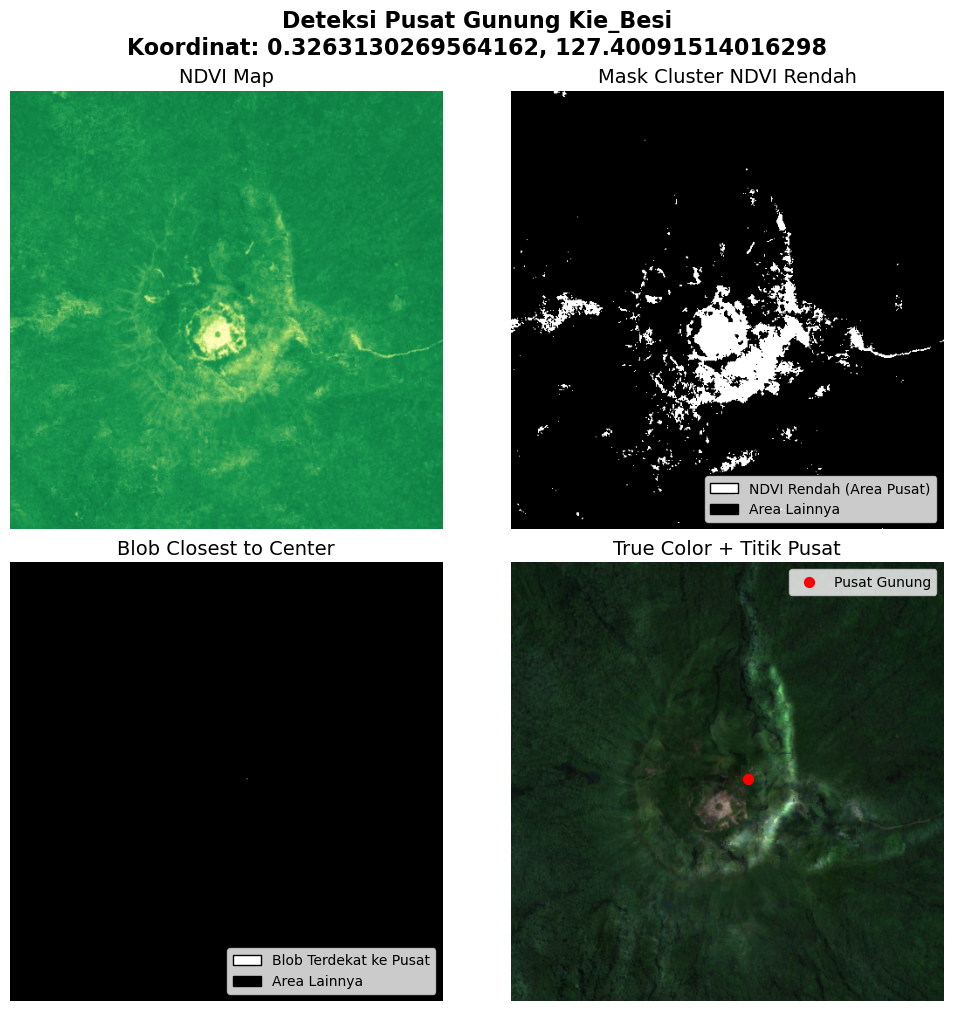 Deteksi Pusat Gunung Kie_Besi
Koordinat: 0.3263130269564162, 127.40091514016298
NDVI Map
Mask Cluster NDVI Rendah
NDVI Rendah (Area Pusat)
Area Lainnya
Blob Closest to Center
True Color + Titik Pusat
Pusat Gunung
Blob Terdekat ke Pusat
Area Lainnya